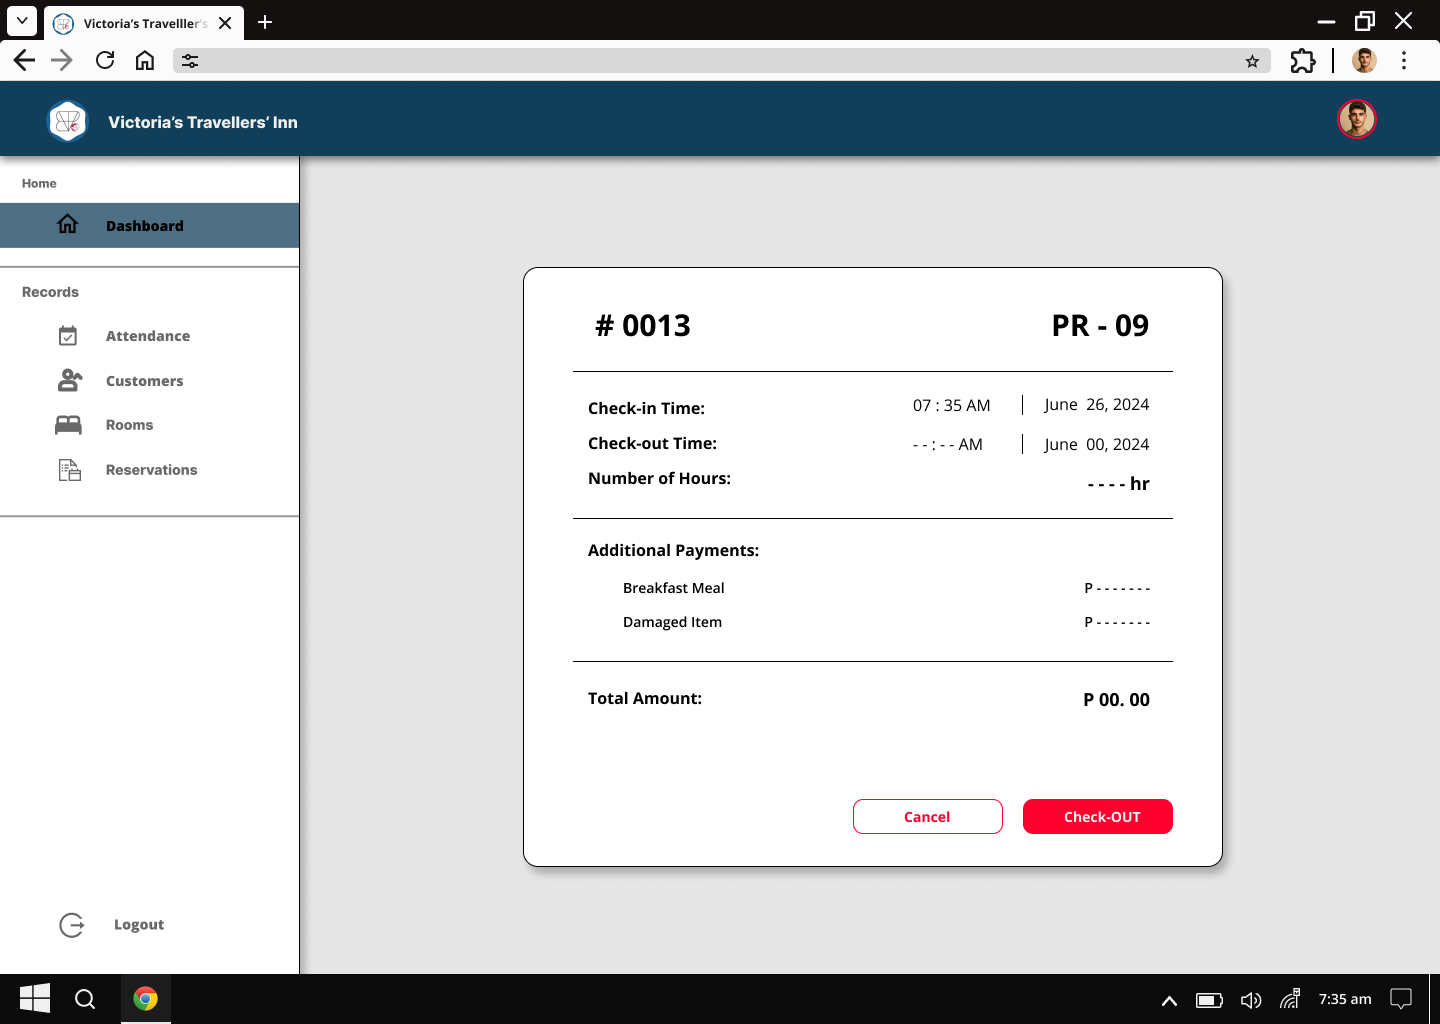 Victoria's Travelller's
Victoria's Travellers' Inn
Home
Dashboard
Records
Attendance
Customers
Rooms
Reservations
Logout
# 0013 PR - 09
Check-in Time: 07 : 35 AM June 26, 2024
Check-out Time: - - : - - AM June 00, 2024
Number of Hours: - - - - hr
Additional Payments:
Breakfast Meal P - - - - - - -
Damaged Item P - - - - - - -
Total Amount: P 00. 00
Cancel Check-OUT
7:35 am